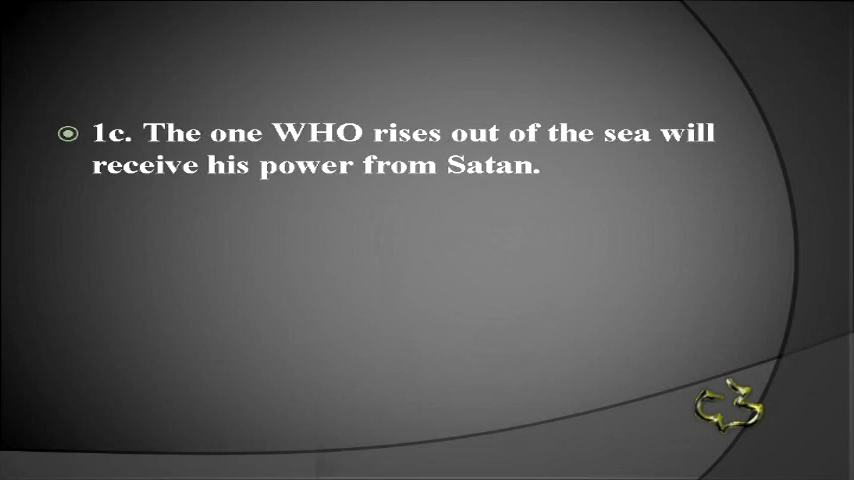 1c. The one WHO rises out of the sea will
receive his power from Satan.